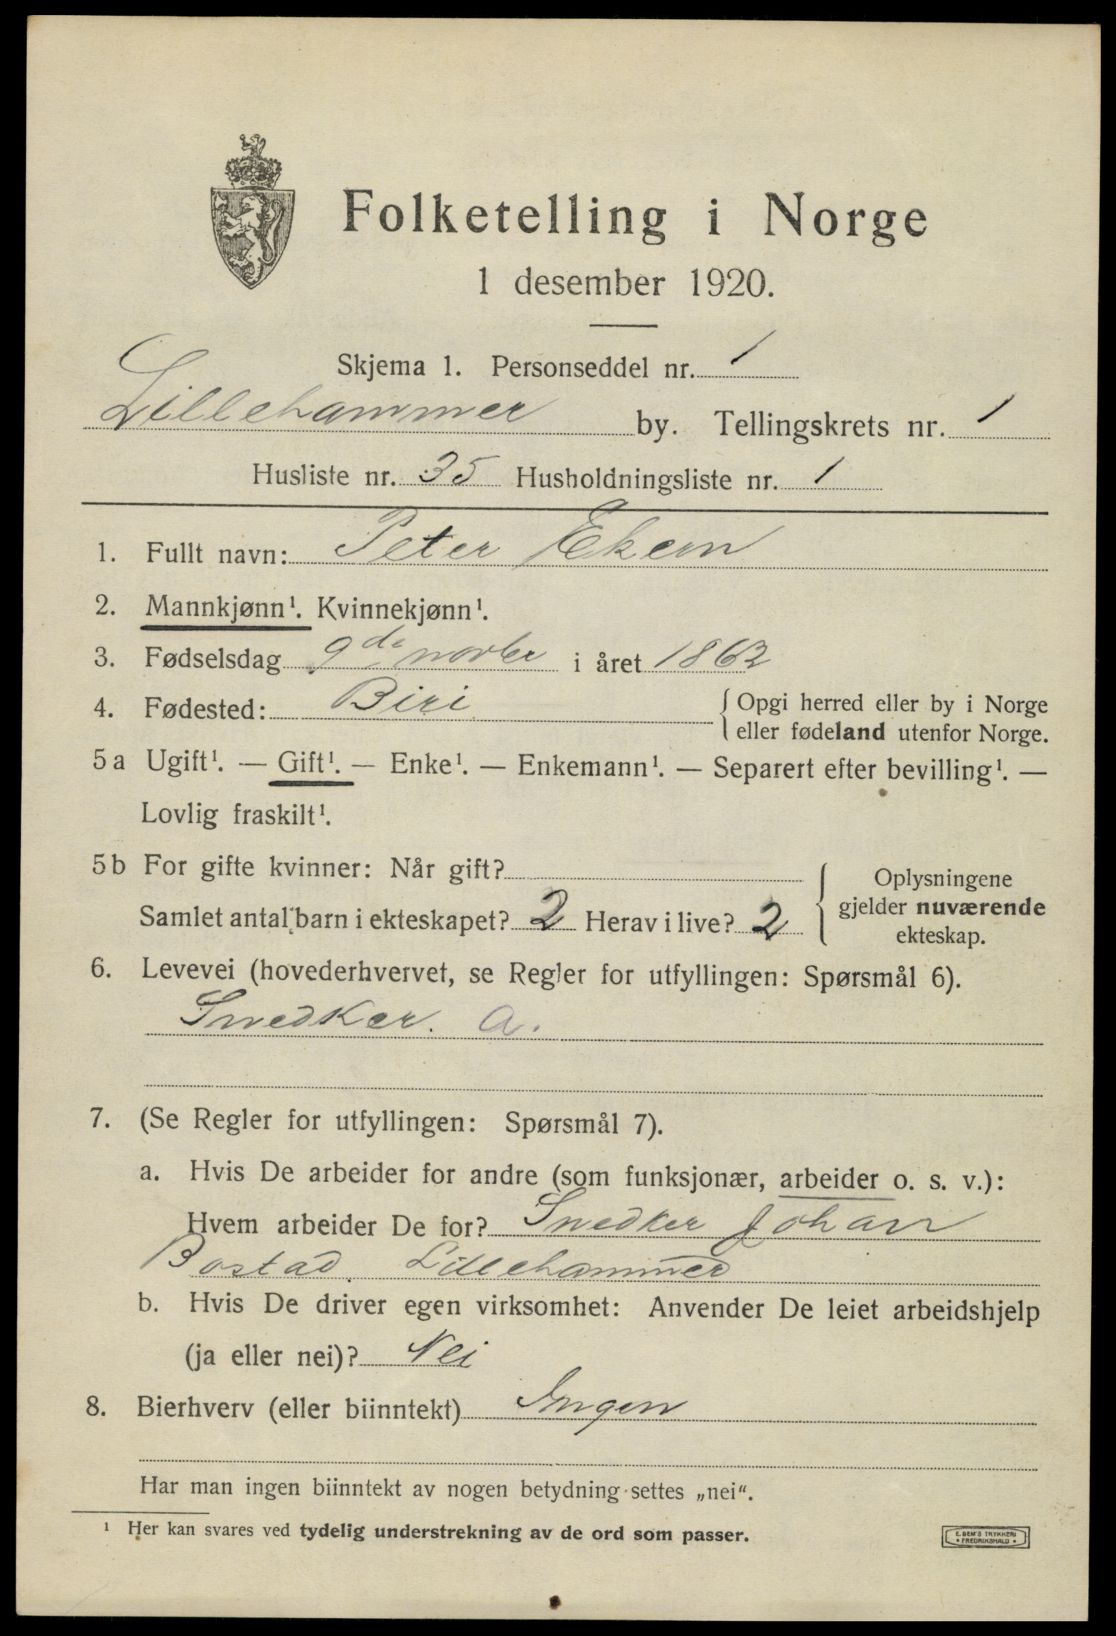 Folketelling i Norge
1 desember 1920.
Skjema 1. Personseddel nr. 1
Lillehammer by. Tellingskrets nr. 1
Husliste nr. 35 Husholdningsliste nr. 1
1. Fullt navn: Peter Ekern
2. Mannkjønn¹. Kvinnekjønn¹.
3. Fødselsdag 9de novbr i året 1862
4. Fødested: Biri { Opgi herred eller by i Norge
eller fødeland utenfor Norge.
5a Ugift¹. — Gift¹. — Enke¹. — Enkemann¹. — Separert efter bevilling¹. —
Lovlig fraskilt¹.
5b For gifte kvinner: Når gift?
Samlet antal barn i ekteskapet? 2 Herav i live? 2
{ Oplysningene
gjelder nuværende
ekteskap.
6. Levevei (hovederhvervet, se Regler for utfyllingen: Spørsmål 6).
Snedker. a.
7. (Se Regler for utfyllingen: Spørsmål 7).
a. Hvis De arbeider for andre (som funksjonær, arbeider o. s. v.):
Hvem arbeider De for? Snedker Johan
Bostad. Lillehammer
b. Hvis De driver egen virksomhet: Anvender De leiet arbeidshjelp
(ja eller nei)? Nei
8. Bierhverv (eller biinntekt) Ingen
Har man ingen biinntekt av nogen betydning settes „nei“.
¹ Her kan svares ved tydelig understrekning av de ord som passer.
E. SEM'S TRYKKERI
• FREDRIKSHALD •